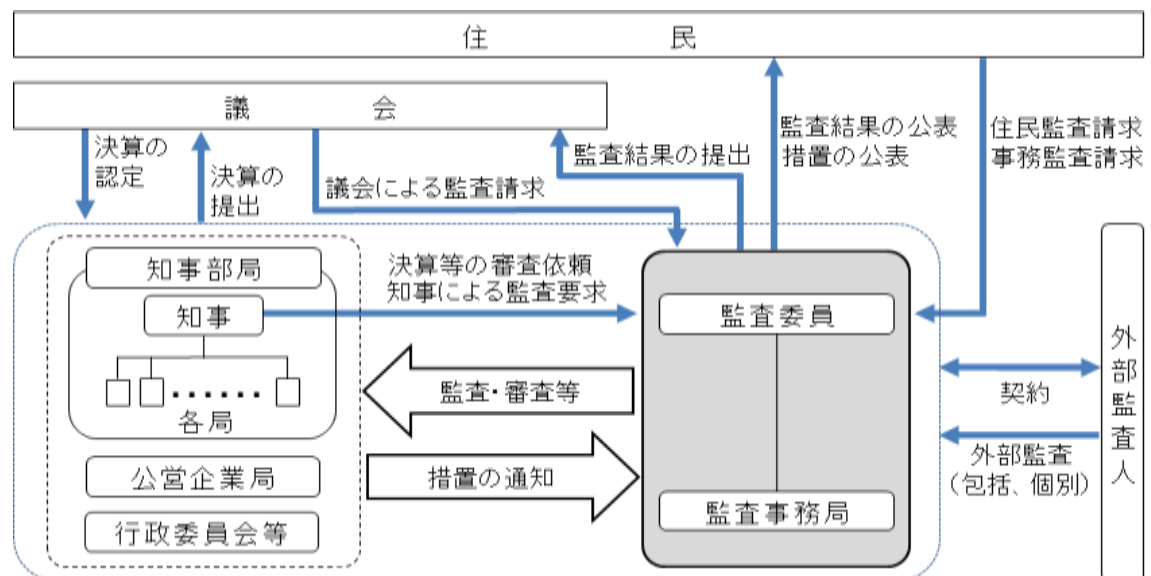 住民
議会
決算の
認定
決算の
提出
議会による監査請求
監査結果の提出
監査結果の公表
措置の公表
住民監査請求
事務監査請求
知事部局
知事
各局
公営企業局
行政委員会等
決算等の審査依頼
知事による監査要求
監査・審査等
措置の通知
監査委員
監査事務局
契約
外部監査
(包括、個別)
外部監査人